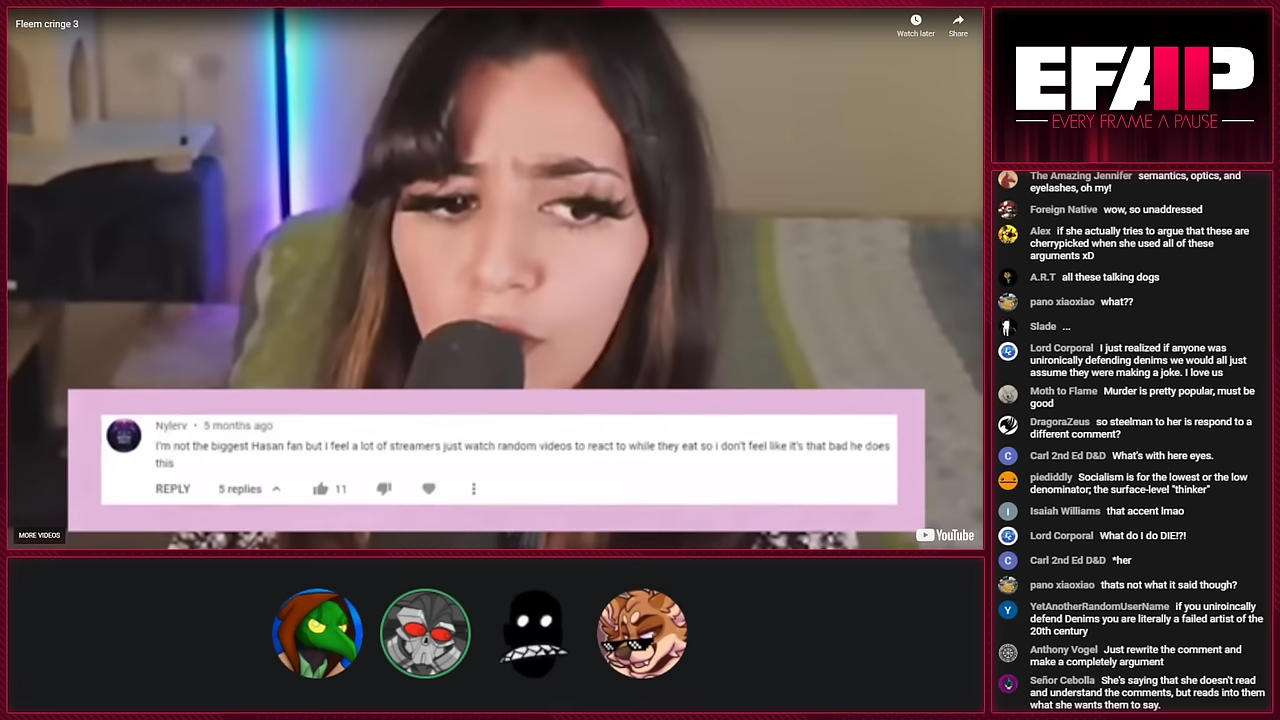 Fleem cringe 3
Watch later
Share
Nylerv • 5 months ago
I'm not the biggest Hasan fan but i feel a lot of streamers just watch random videos to react to while they eat so i don't feel like it's that bad he does
this
REPLY
5 replies
11
MORE VIDEOS
YouTube
EFAP
EVERY FRAME A PAUSE
The Amazing Jennifer semantics, optics, and
eyelashes, oh my!
Foreign Native wow, so unaddressed
Alex if she actually tries to argue that these are
cherrypicked when she used all of these
arguments xD
A.R.T all these talking dogs
pano xiaoxiao what??
Slade ...
Lord Corporal I just realized if anyone was
unironically defending denims we would all just
assume they were making a joke. I love us
Moth to Flame Murder is pretty popular, must be
good
DragoraZeus so steelman to her is respond to a
different comment?
C
Carl 2nd Ed D&D What's with here eyes.
piediddly Socialism is for the lowest or the low
denominator; the surface-level "thinker"
I
Isaiah Williams that accent lmao
Lord Corporal What do I do DIE!?!
C
Carl 2nd Ed D&D *her
pano xiaoxiao thats not what it said though?
Y
YetAnotherRandomUserName if you uniroincally
defend Denims you are literally a failed artist of the
20th century
Anthony Vogel Just rewrite the comment and
make a completely argument
Señor Cebolla She's saying that she doesn't read
and understand the comments, but reads into them
what she wants them to say.